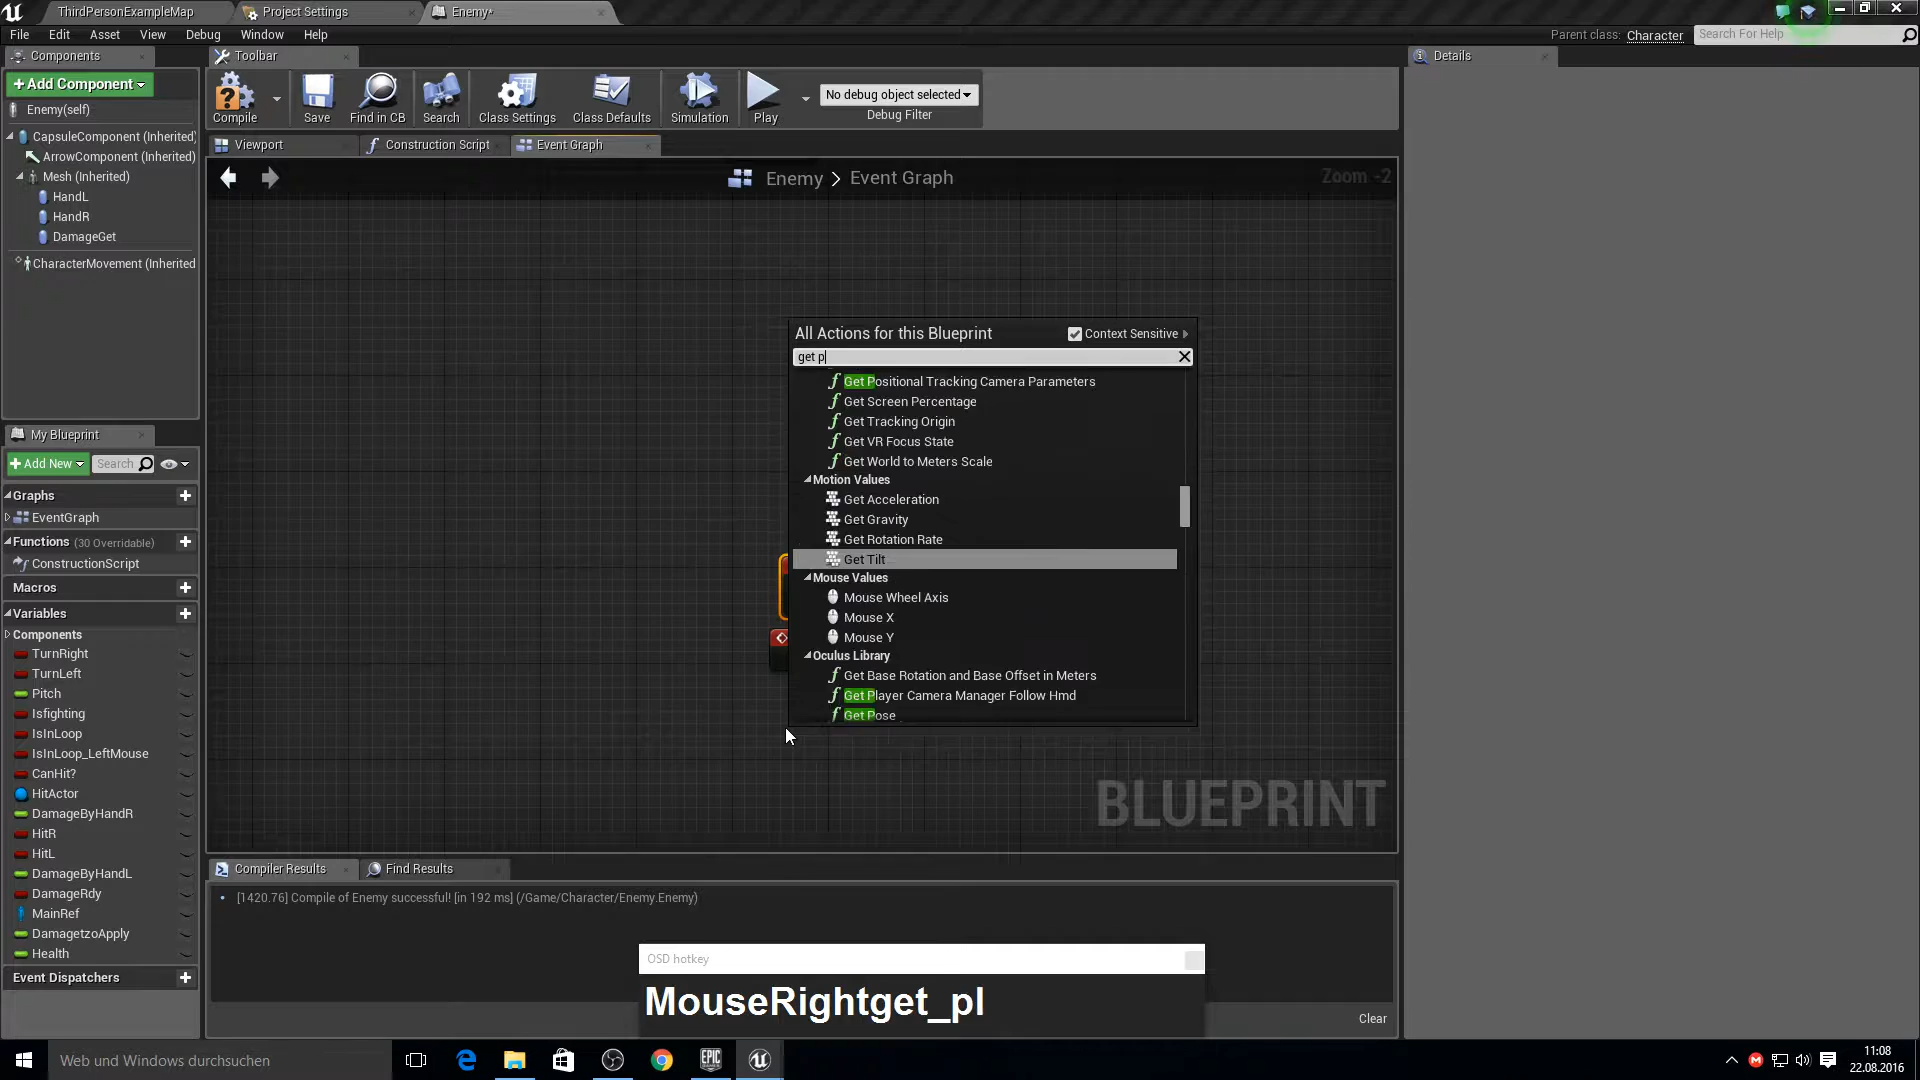 ThirdPersonExampleMap
Project Settings
Enemy*
File Edit Asset View Debug Window Help
Parent class: Character
Search For Help
Components
Toolbar
Details
+ Add Component
Enemy(self)
CapsuleComponent (Inherited)
ArrowComponent (Inherited)
Mesh (Inherited)
HandL
HandR
DamageGet
CharacterMovement (Inherited
Compile
Save
Find in CB
Search
Class Settings
Class Defaults
Simulation
Play
No debug object selected
Debug Filter
Viewport
Construction Script
Event Graph
Enemy > Event Graph
Zoom -2
All Actions for this Blueprint
Context Sensitive
get p
Get Positional Tracking Camera Parameters
Get Screen Percentage
Get Tracking Origin
Get VR Focus State
Get World to Meters Scale
Motion Values
Get Acceleration
Get Gravity
Get Rotation Rate
Get Tilt
Mouse Values
Mouse Wheel Axis
Mouse X
Mouse Y
Oculus Library
Get Base Rotation and Base Offset in Meters
Get Player Camera Manager Follow Hmd
Get Pose
BLUEPRINT
My Blueprint
+ Add New
Search
Graphs
EventGraph
Functions (30 Overridable)
ConstructionScript
Macros
Variables
Components
TurnRight
TurnLeft
Pitch
Isfighting
IsInLoop
IsInLoop_LeftMouse
CanHit?
HitActor
DamageByHandR
HitR
HitL
DamageByHandL
DamageRdy
MainRef
DamagetzoApply
Health
Event Dispatchers
Compiler Results
Find Results
[1420.76] Compile of Enemy successful! [in 192 ms] (/Game/Character/Enemy.Enemy)
OSD hotkey
MouseRightget_pl
Clear
Web und Windows durchsuchen
EPIC
11:08
22.08.2016